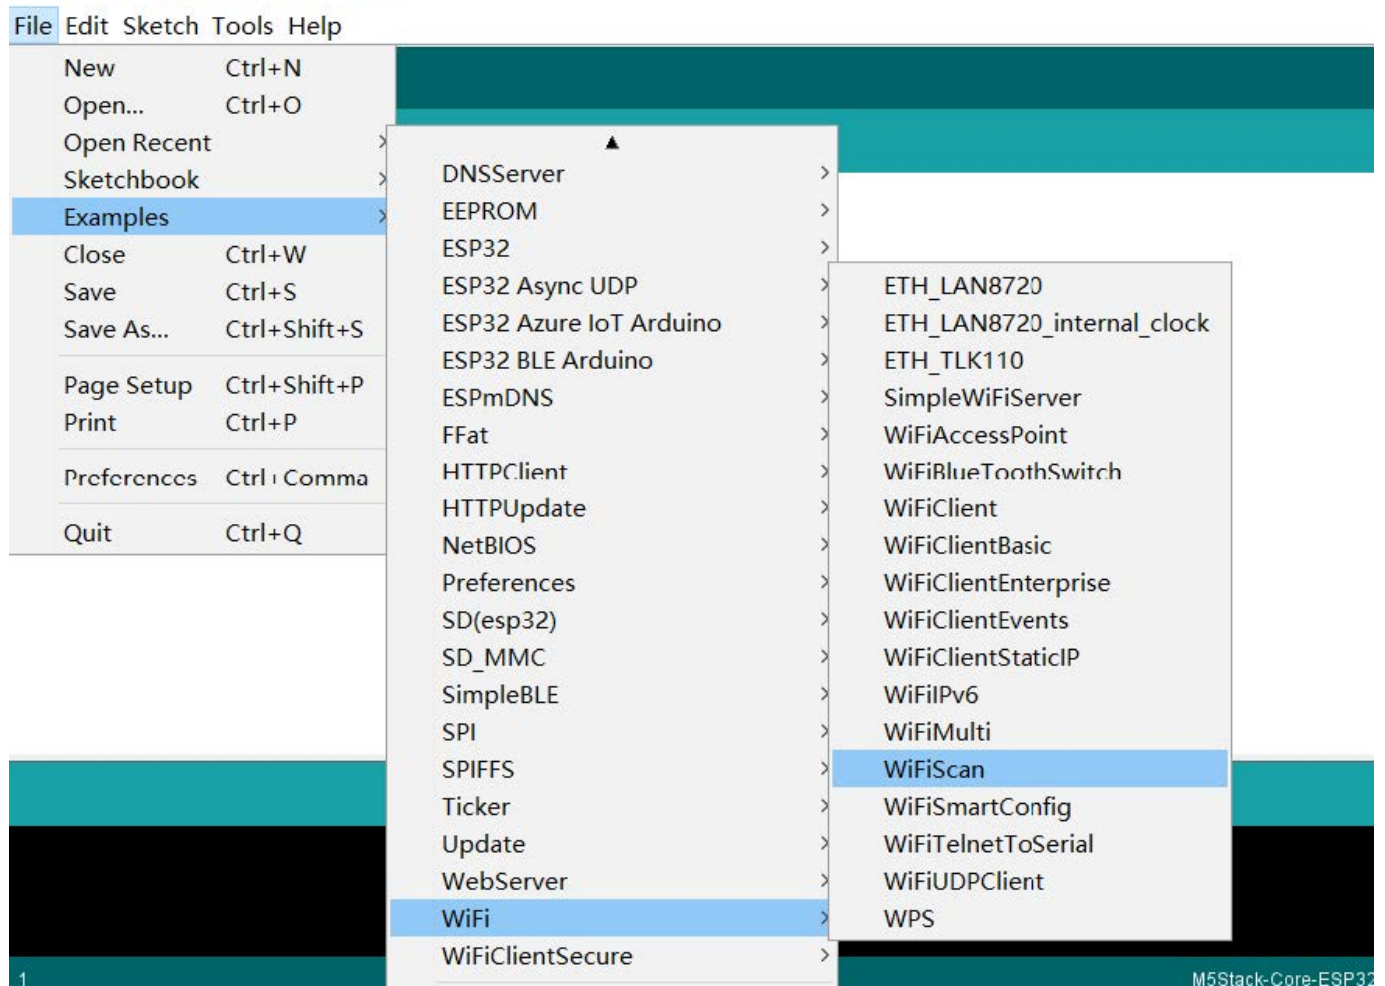 File Edit Sketch Tools Help
New Ctrl+N
Open... Ctrl+O
Open Recent
Sketchbook
Examples
Close Ctrl+W
Save Ctrl+S
Save As... Ctrl+Shift+S
Page Setup Ctrl+Shift+P
Print Ctrl+P
Preferences Ctrl+Comma
Quit Ctrl+Q
DNSServer
EEPROM
ESP32
ESP32 Async UDP
ESP32 Azure IoT Arduino
ESP32 BLE Arduino
ESPmDNS
FFat
HTTPClient
HTTPUpdate
NetBIOS
Preferences
SD(esp32)
SD_MMC
SimpleBLE
SPI
SPIFFS
Ticker
Update
WebServer
WiFi
WiFiClientSecure
ETH_LAN8720
ETH_LAN8720_internal_clock
ETH_TLK110
SimpleWiFiServer
WiFiAccessPoint
WiFiBlueToothSwitch
WiFiClient
WiFiClientBasic
WiFiClientEnterprise
WiFiClientEvents
WiFiClientStaticIP
WiFiIPv6
WiFiMulti
WiFiScan
WiFiSmartConfig
WiFiTelnetToSerial
WiFiUDPClient
WPS
1
M5Stack-Core-ESP32